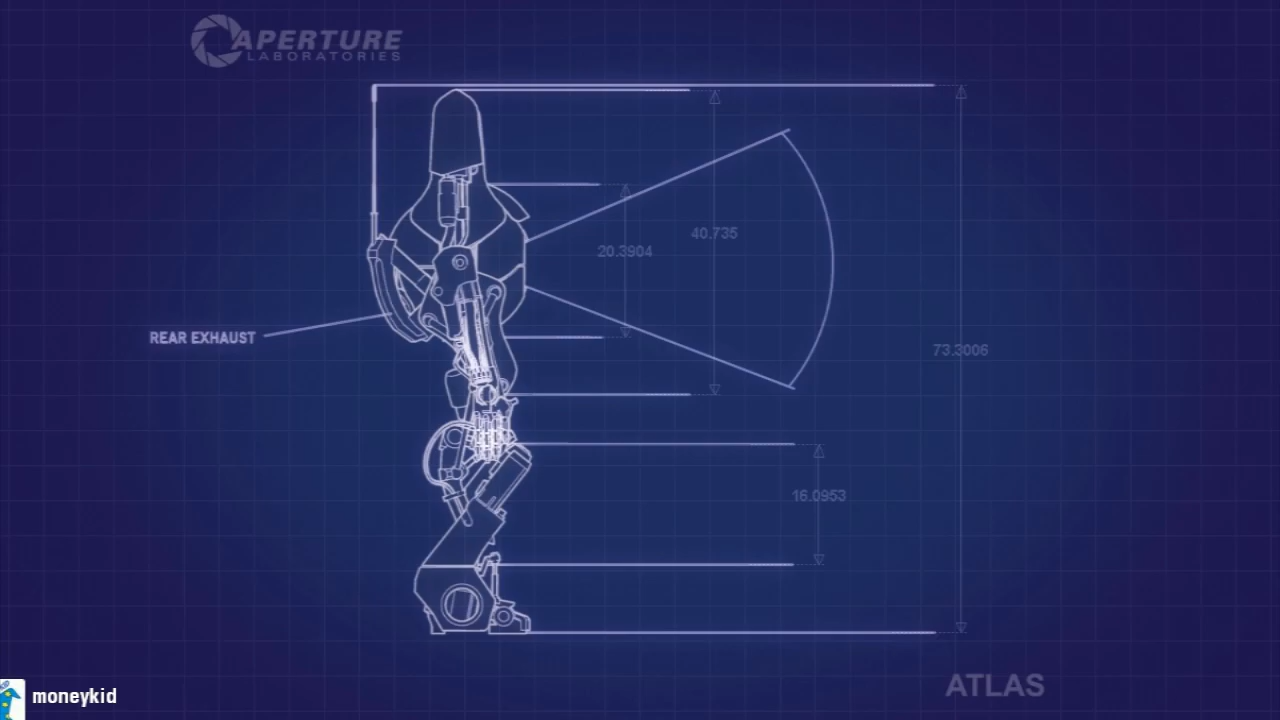 APERTURE
LABORATORIES
40.735
20.3904
REAR EXHAUST
73.3006
16.0953
ATLAS
moneykid